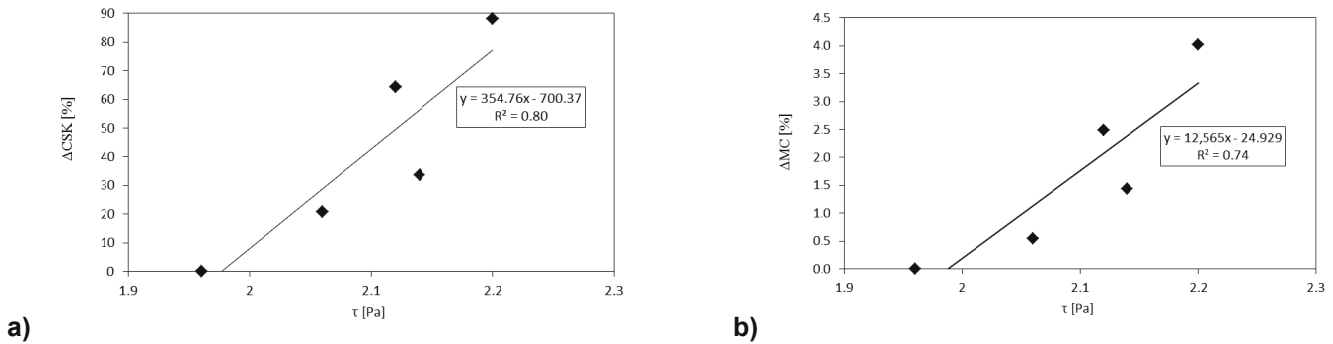 90
80
70
60
50
40
30
20
10
0
ΔCSK [%]
y = 354.76x - 700.37
R² = 0.80
1.9 2 2.1 2.2 2.3
τ [Pa]
a)
4.5
4.0
3.5
3.0
2.5
2.0
1.5
1.0
0.5
0.0
ΔMC [%]
y = 12,565x - 24.929
R² = 0.74
1.9 2 2.1 2.2 2.3
τ [Pa]
b)